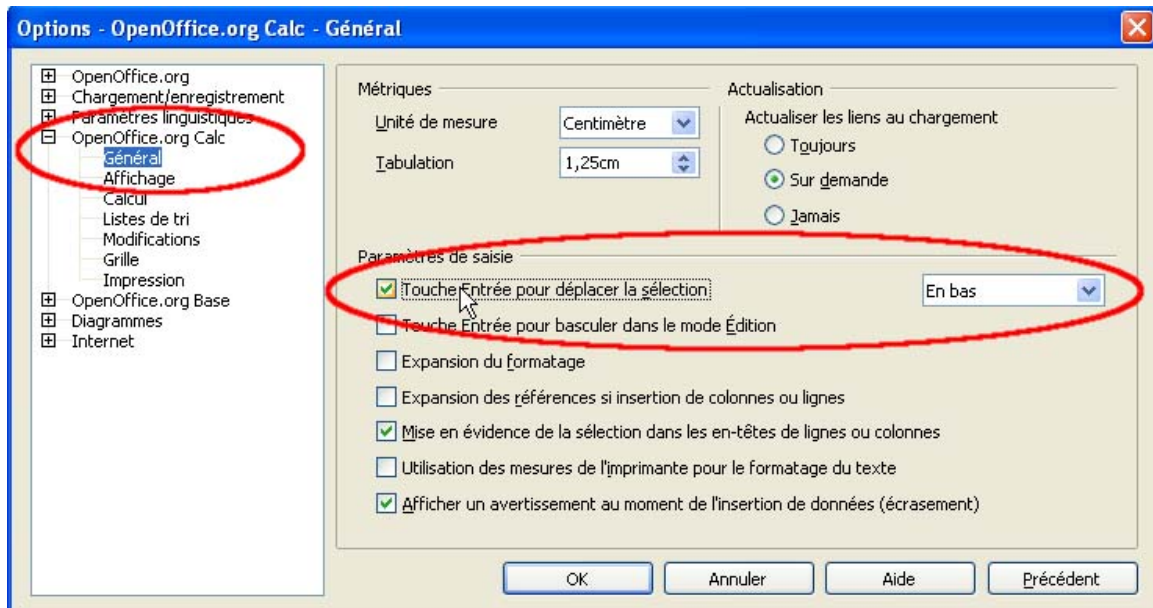 Options - OpenOffice.org Calc - Général
OpenOffice.org
Chargement/enregistrement
Paramètres linguistiques
OpenOffice.org Calc
Général
Affichage
Calcul
Listes de tri
Modifications
Grille
Impression
OpenOffice.org Base
Diagrammes
Internet
Métriques
Unité de mesure
Centimètre
Tabulation
1,25cm
Actualisation
Actualiser les liens au chargement
Toujours
Sur demande
Jamais
Paramètres de saisie
Touche Entrée pour déplacer la sélection
En bas
Touche Entrée pour basculer dans le mode Édition
Expansion du formatage
Expansion des références si insertion de colonnes ou lignes
Mise en évidence de la sélection dans les en-têtes de lignes ou colonnes
Utilisation des mesures de l'imprimante pour le formatage du texte
Afficher un avertissement au moment de l'insertion de données (écrasement)
OK
Annuler
Aide
Précédent